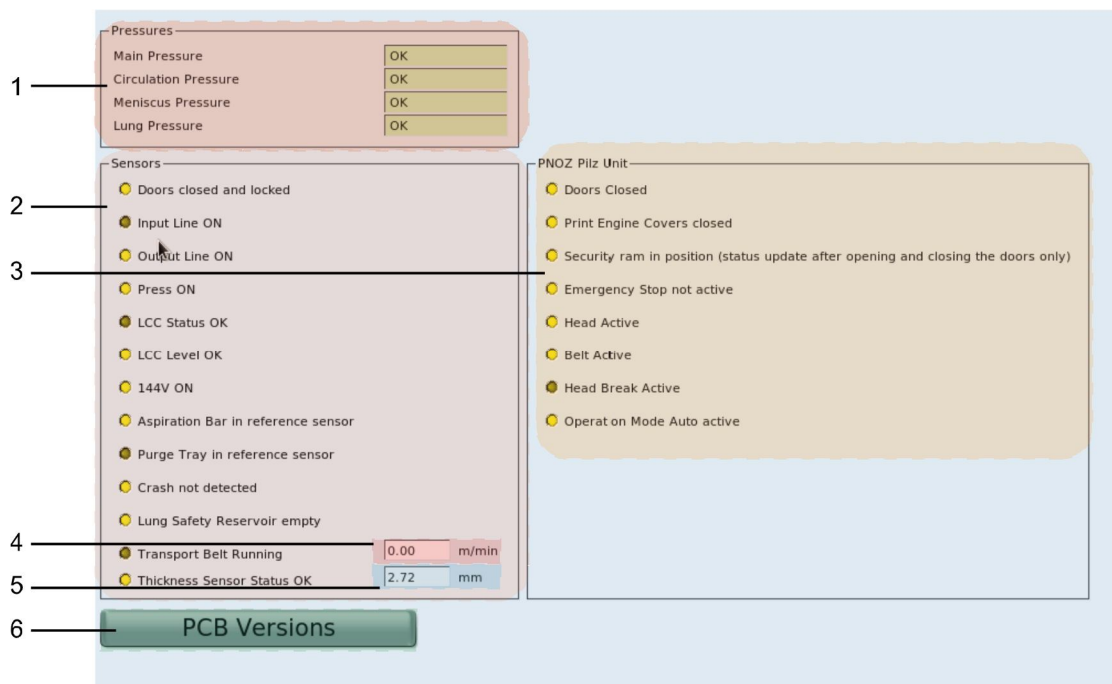 Pressures
Main Pressure OK
Circulation Pressure OK
1
Meniscus Pressure OK
Lung Pressure OK
Sensors
Doors closed and locked
2
Input Line ON
Output Line ON
3
Press ON
LCC Status OK
LCC Level OK
144V ON
Aspiration Bar in reference sensor
Purge Tray in reference sensor
Crash not detected
Lung Safety Reservoir empty
4
Transport Belt Running 0.00 m/min
5
Thickness Sensor Status OK 2.72 mm
PNOZ Pilz Unit
Doors Closed
Print Engine Covers closed
Security ram in position (status update after opening and closing the doors only)
Emergency Stop not active
Head Active
Belt Active
Head Break Active
Operat on Mode Auto active
6
PCB Versions